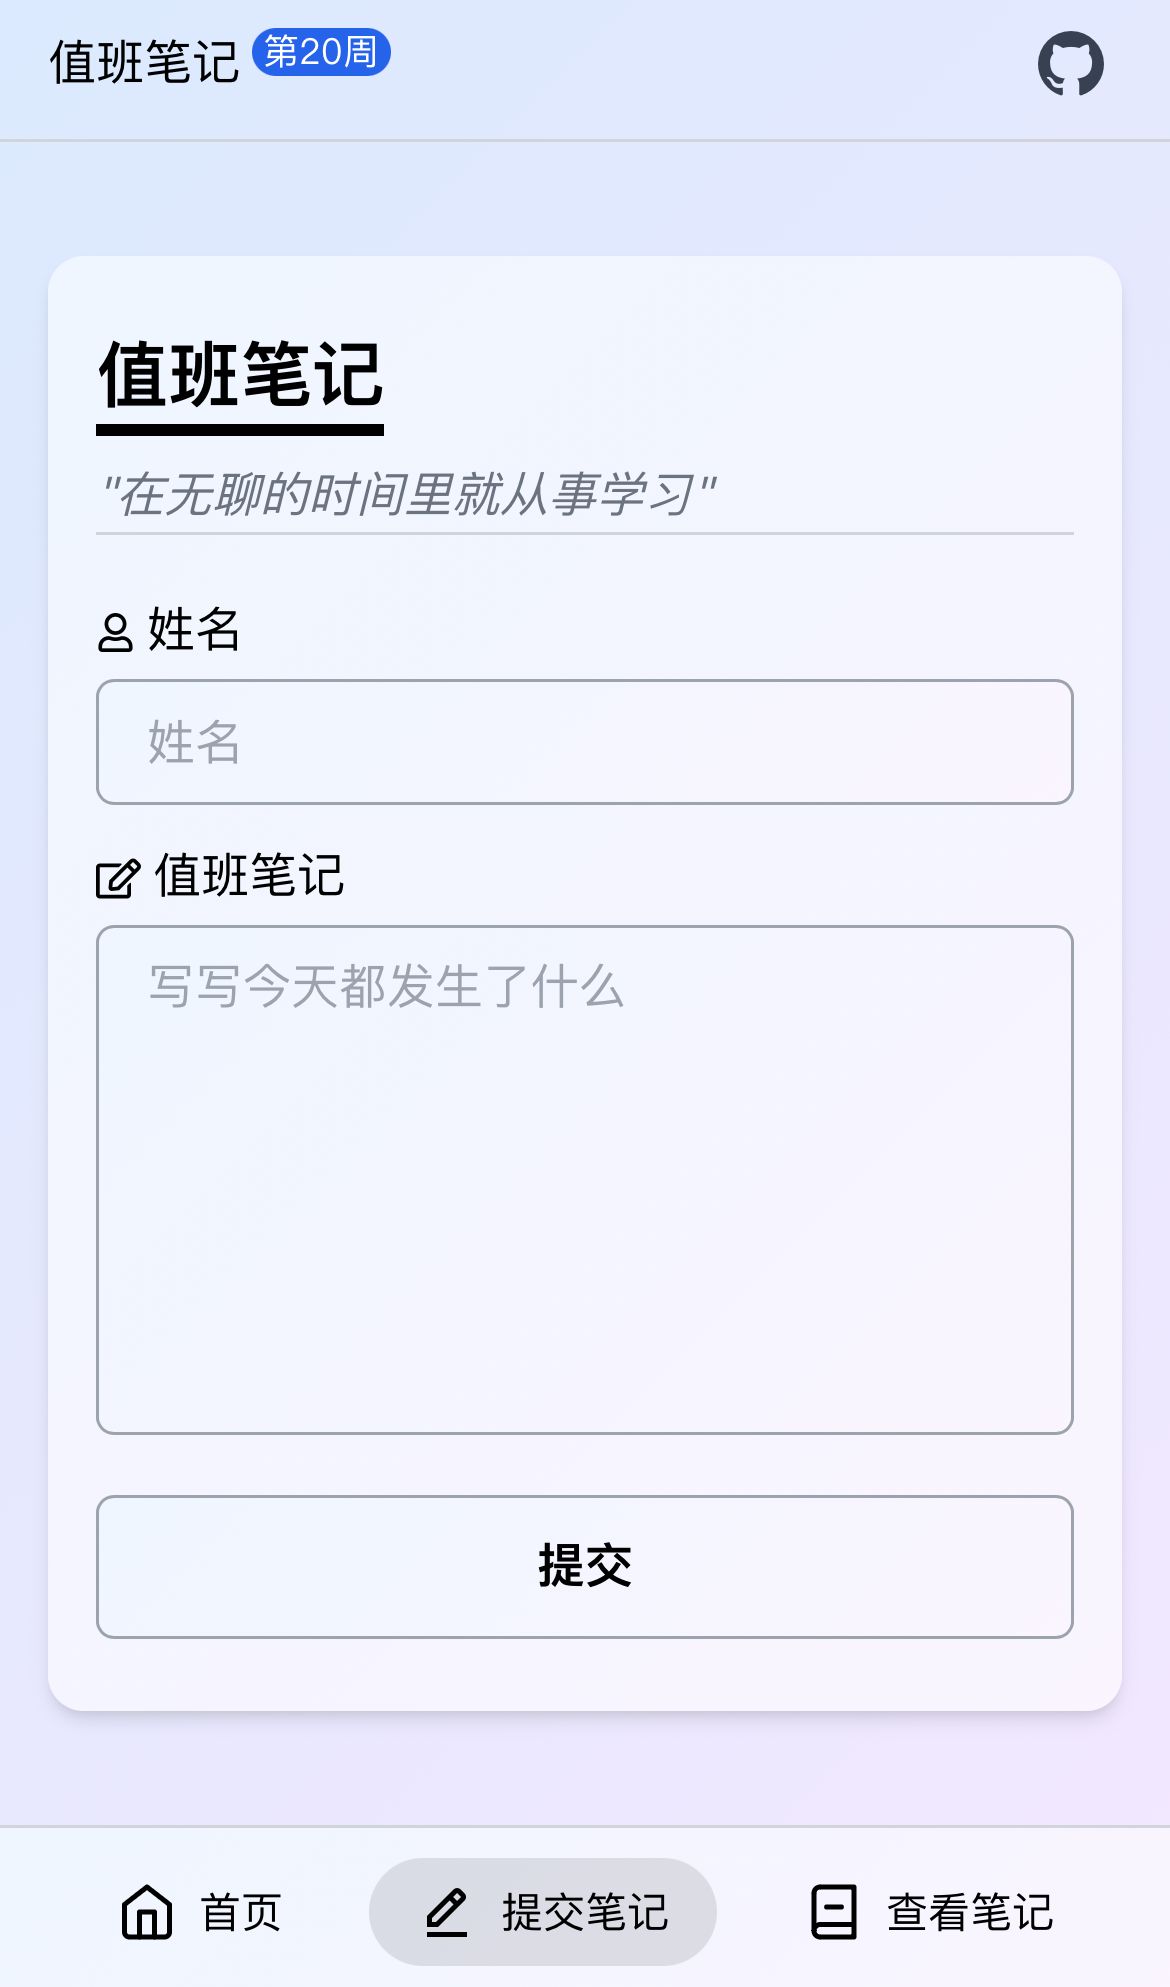 值班笔记 第20周
值班笔记
"在无聊的时间里就从事学习"
姓名
姓名
值班笔记
写写今天都发生了什么
提交
首页 提交笔记 查看笔记